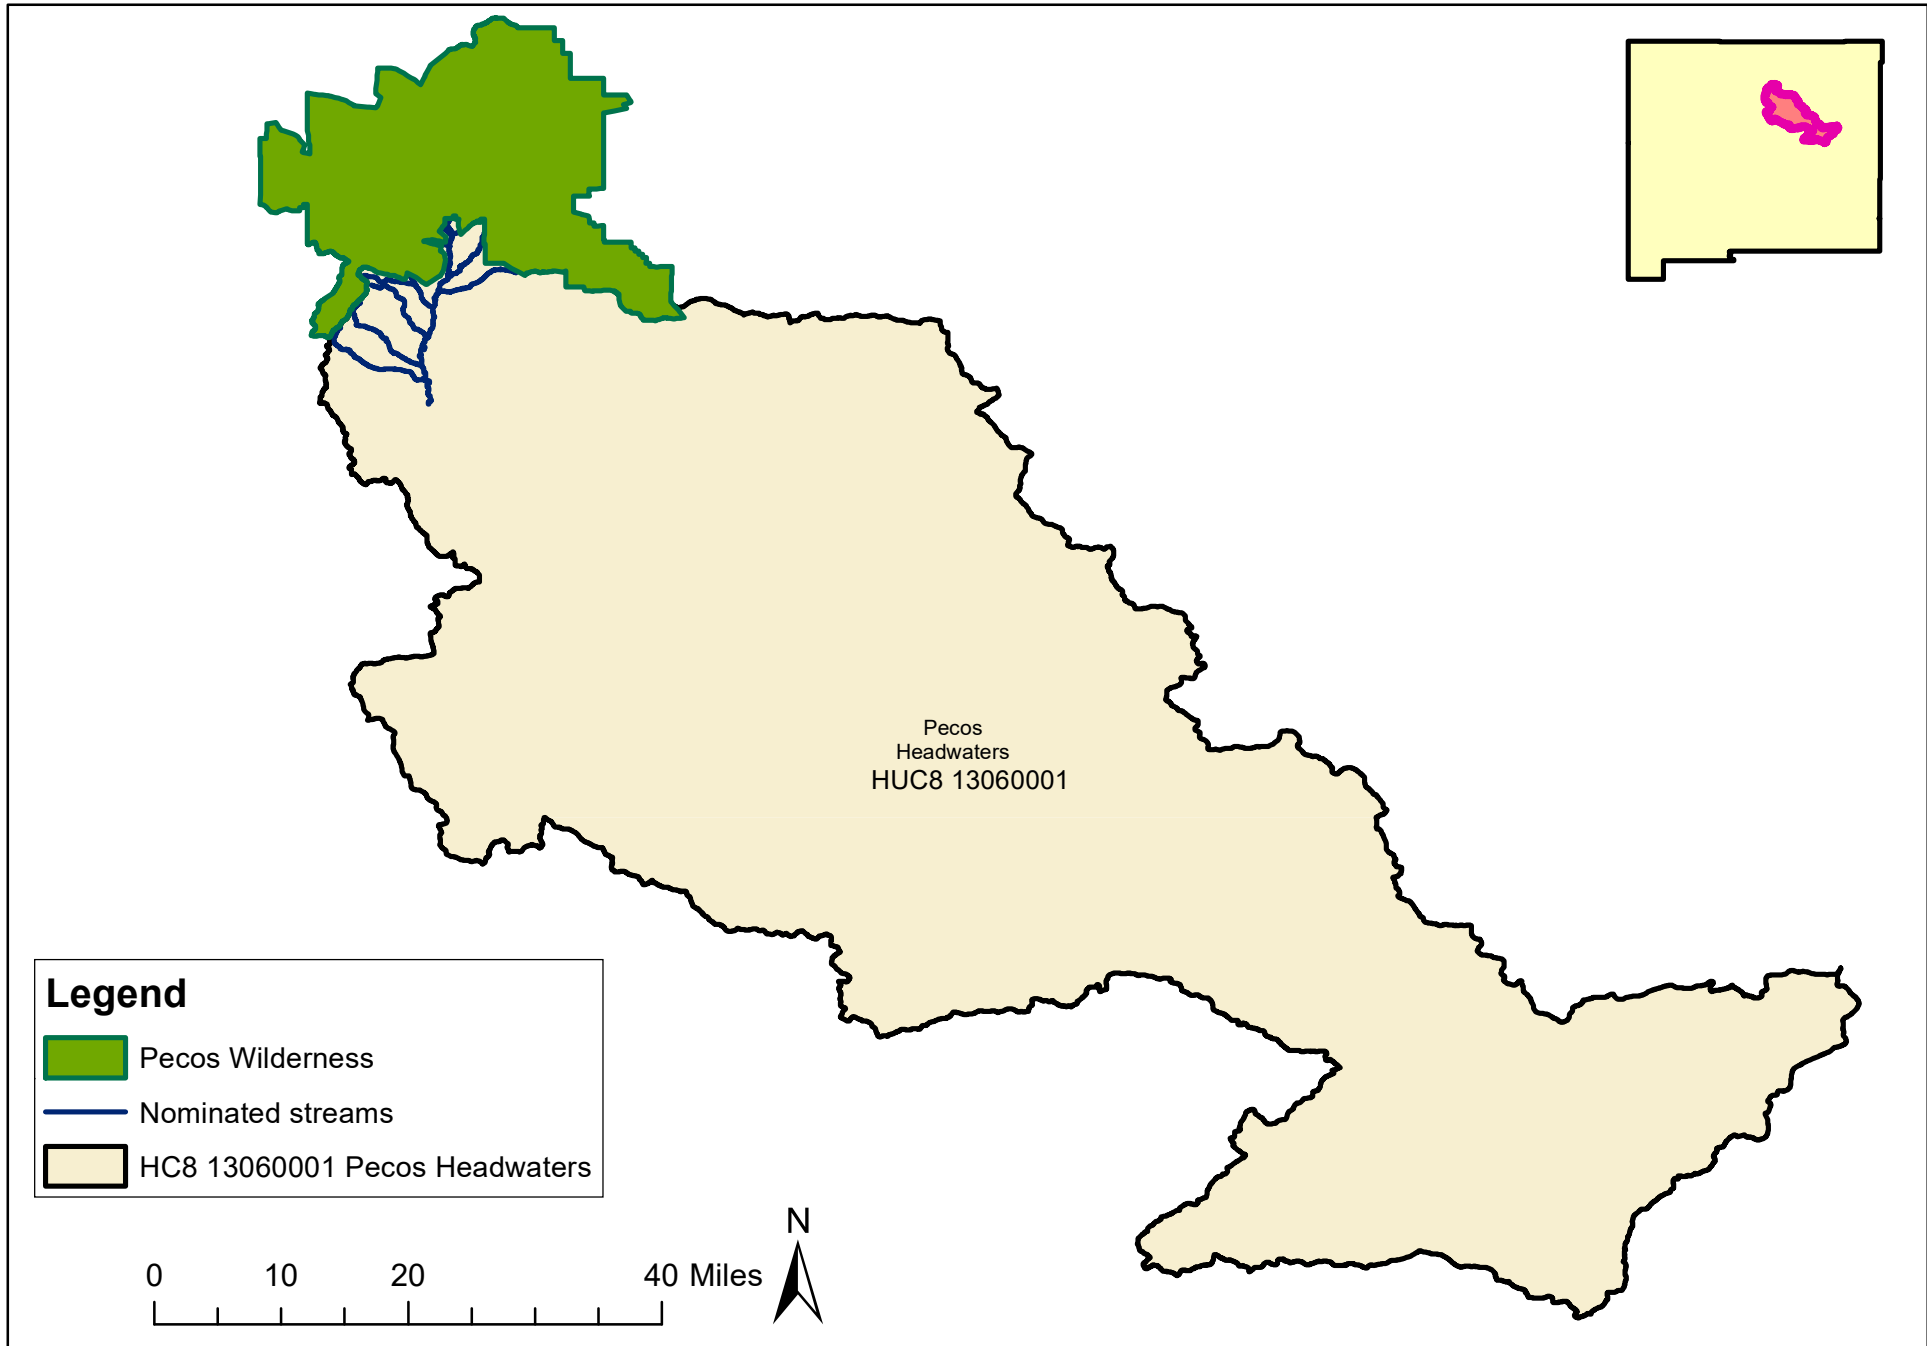 Pecos
Headwaters
HUC8 13060001
Legend
Pecos Wilderness
Nominated streams
HC8 13060001 Pecos Headwaters
N
0 10 20 40 Miles